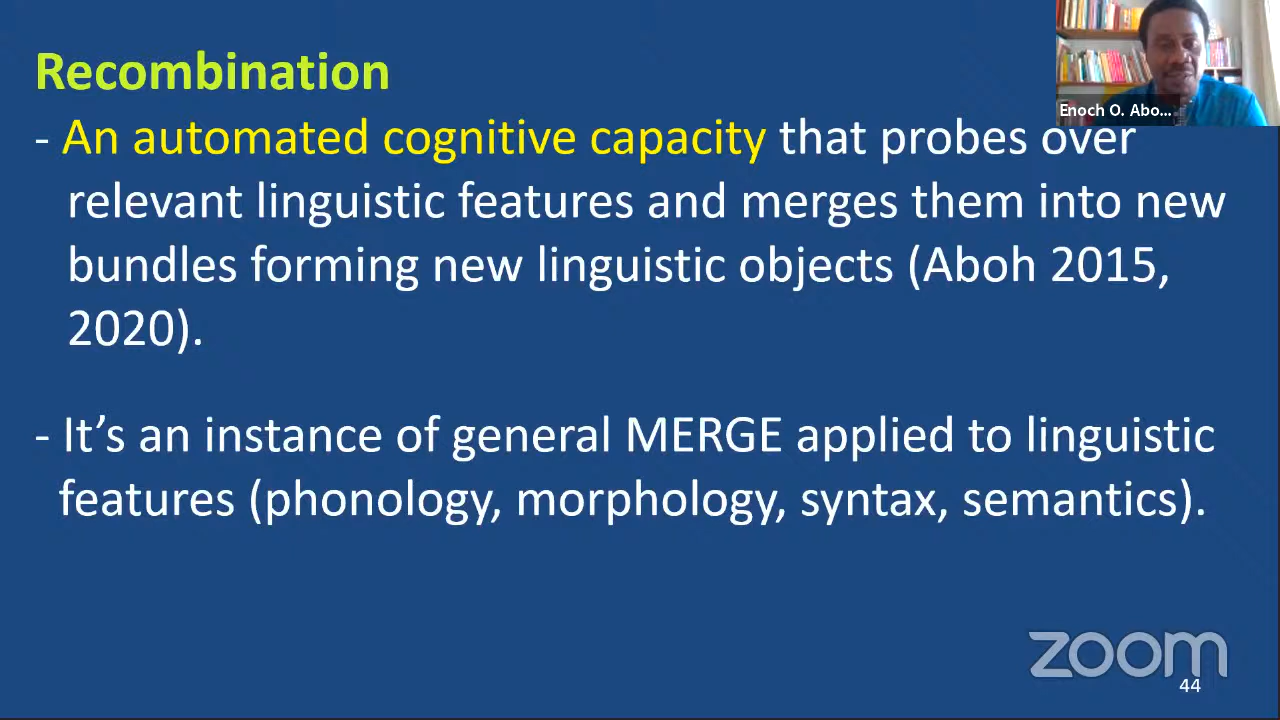 Recombination
- An automated cognitive capacity that probes over
relevant linguistic features and merges them into new
bundles forming new linguistic objects (Aboh 2015,
2020).
- It’s an instance of general MERGE applied to linguistic
features (phonology, morphology, syntax, semantics).
Enoch O. Abo...
zoom
44